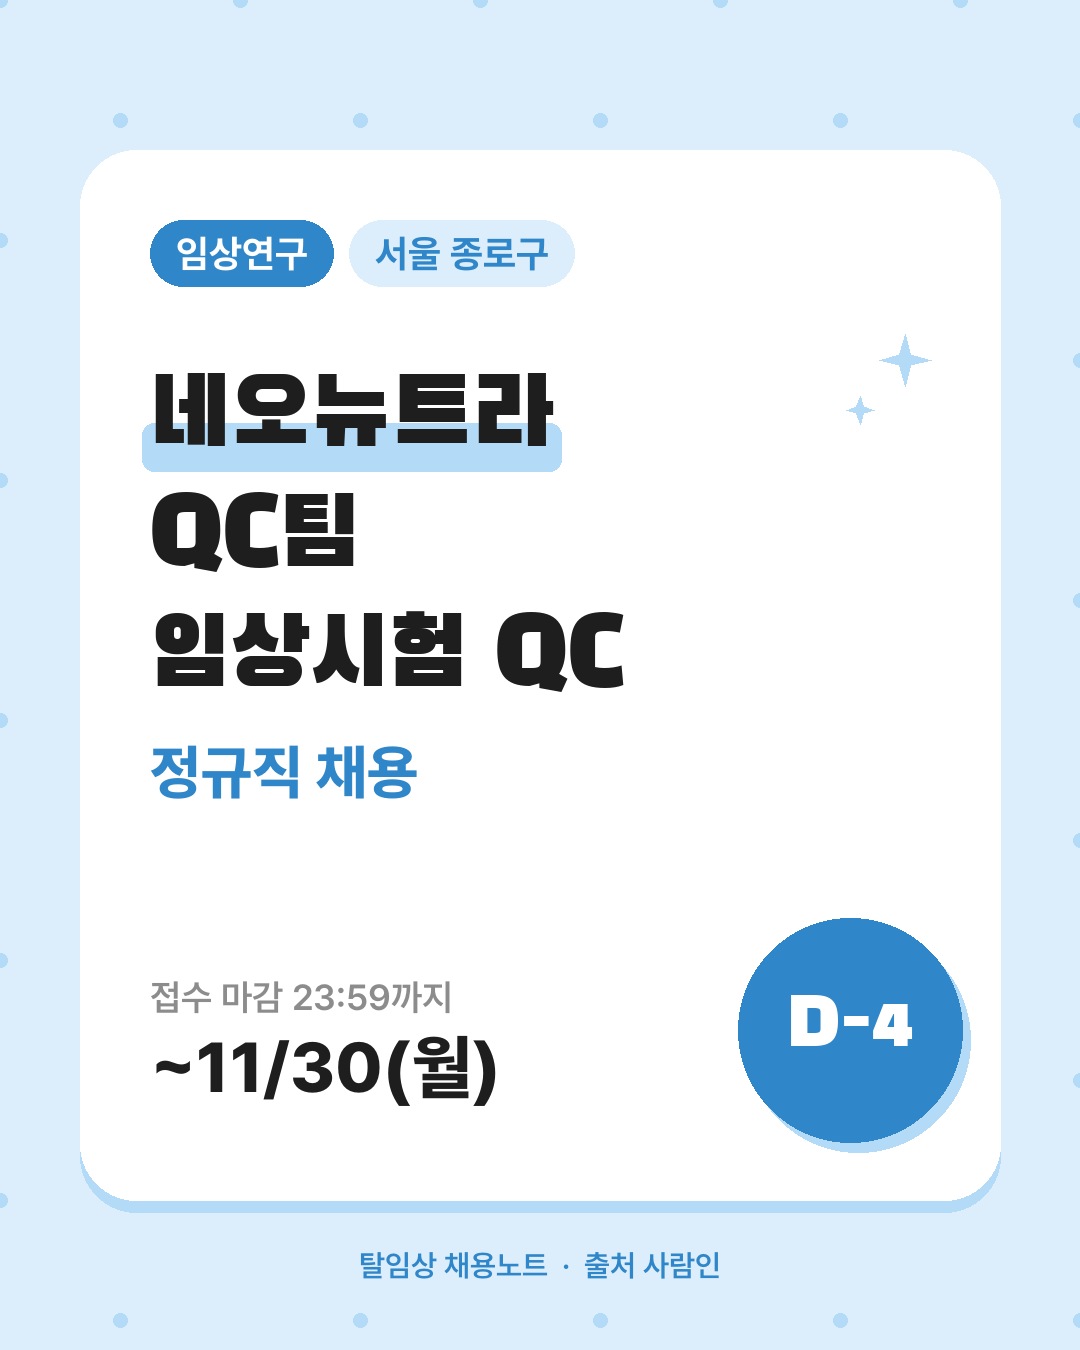 임상연구 서울 종로구
네오뉴트라
QC팀
임상시험 QC
정규직 채용
접수 마감 23:59까지
~11/30(월)
D-4
탈임상 채용노트 · 출처 사람인